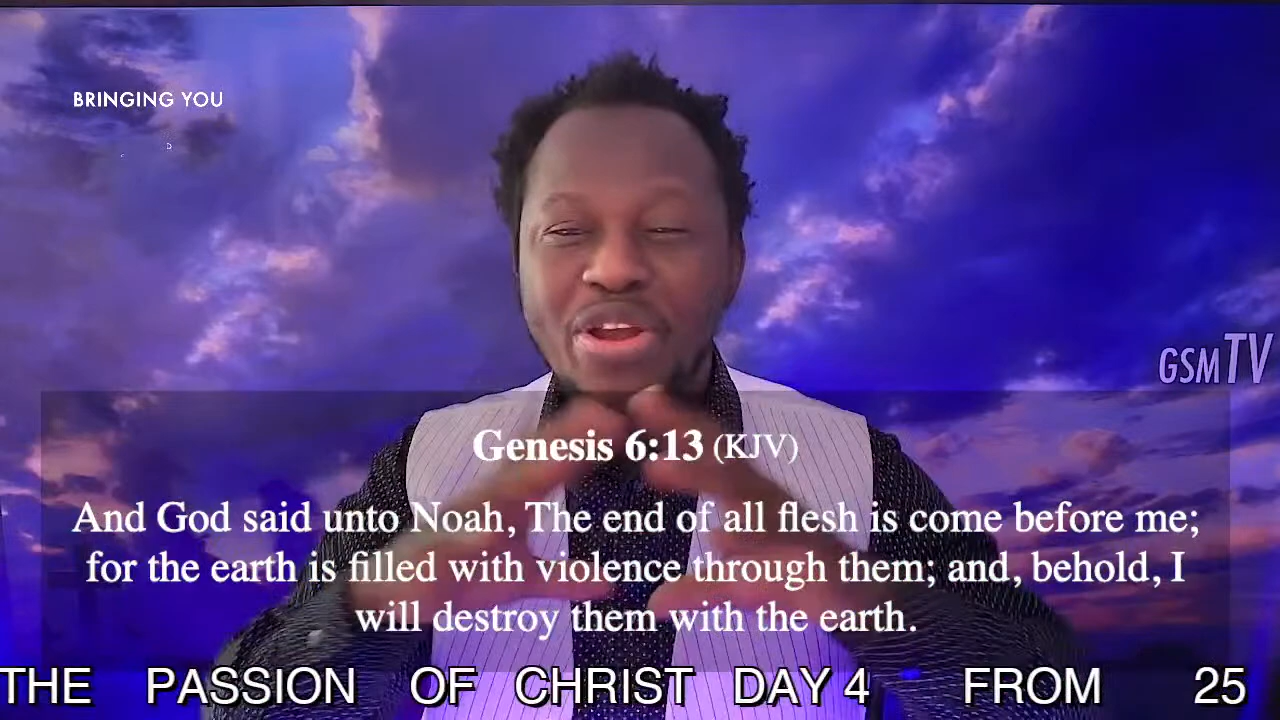 BRINGING YOU
GSMTV
Genesis 6:13 (KJV)
And God said unto Noah, The end of all flesh is come before me;
for the earth is filled with violence through them; and, behold, I
will destroy them with the earth.
THE PASSION OF CHRIST DAY 4 FROM 25